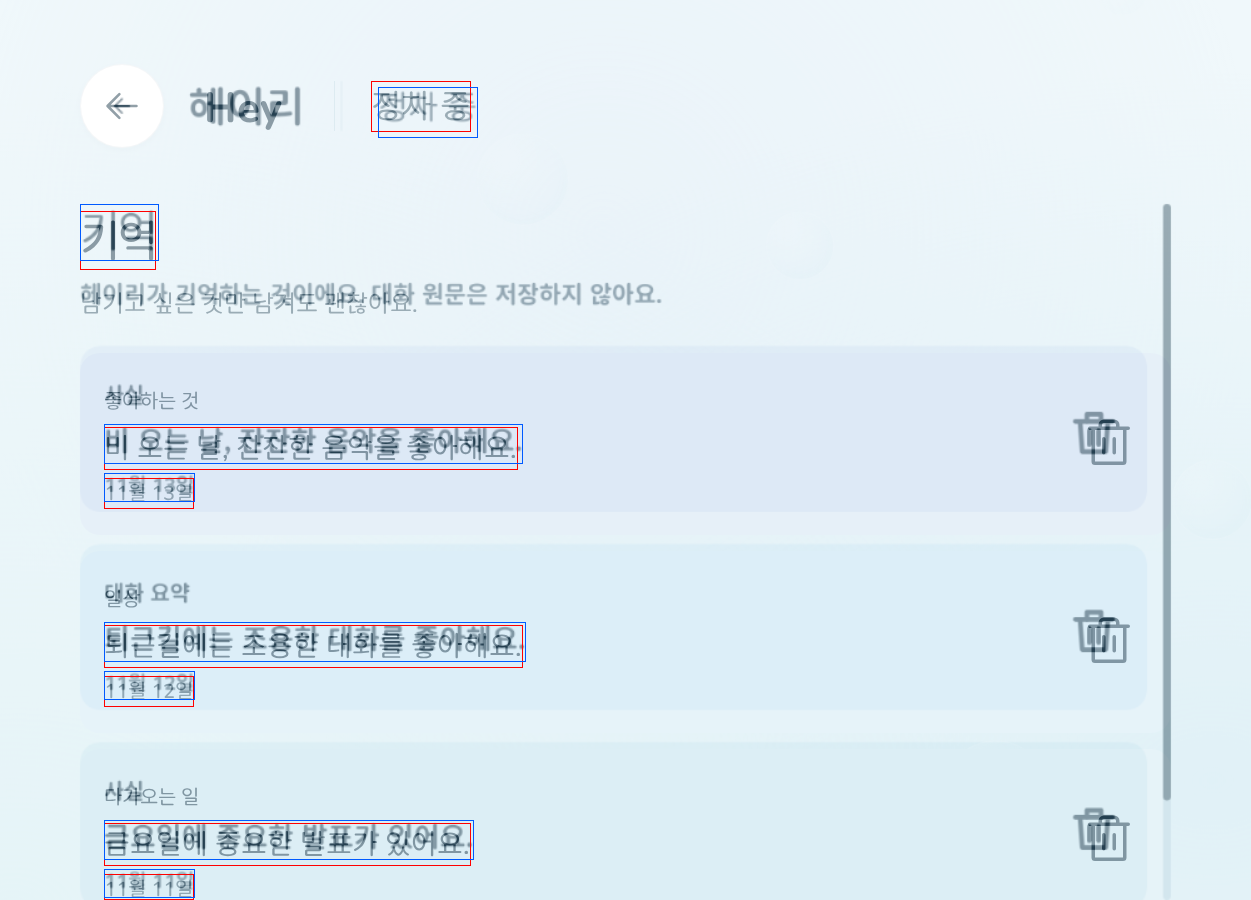 헤이리 Hey
정지 중
기억
헤이리가 기억하는 것이에요. 대화 원문은 저장하지 않아요.
남기고 싶은 것만 남겨도 괜찮아요.
사실
좋아하는 것
비 오는 날, 잔잔한 음악을 좋아해요.
11월 13일
대화 요약
일상
퇴근길에는 조용한 대화를 좋아해요.
11월 12일
사실
다가오는 일
금요일에 중요한 발표가 있어요.
11월 11일